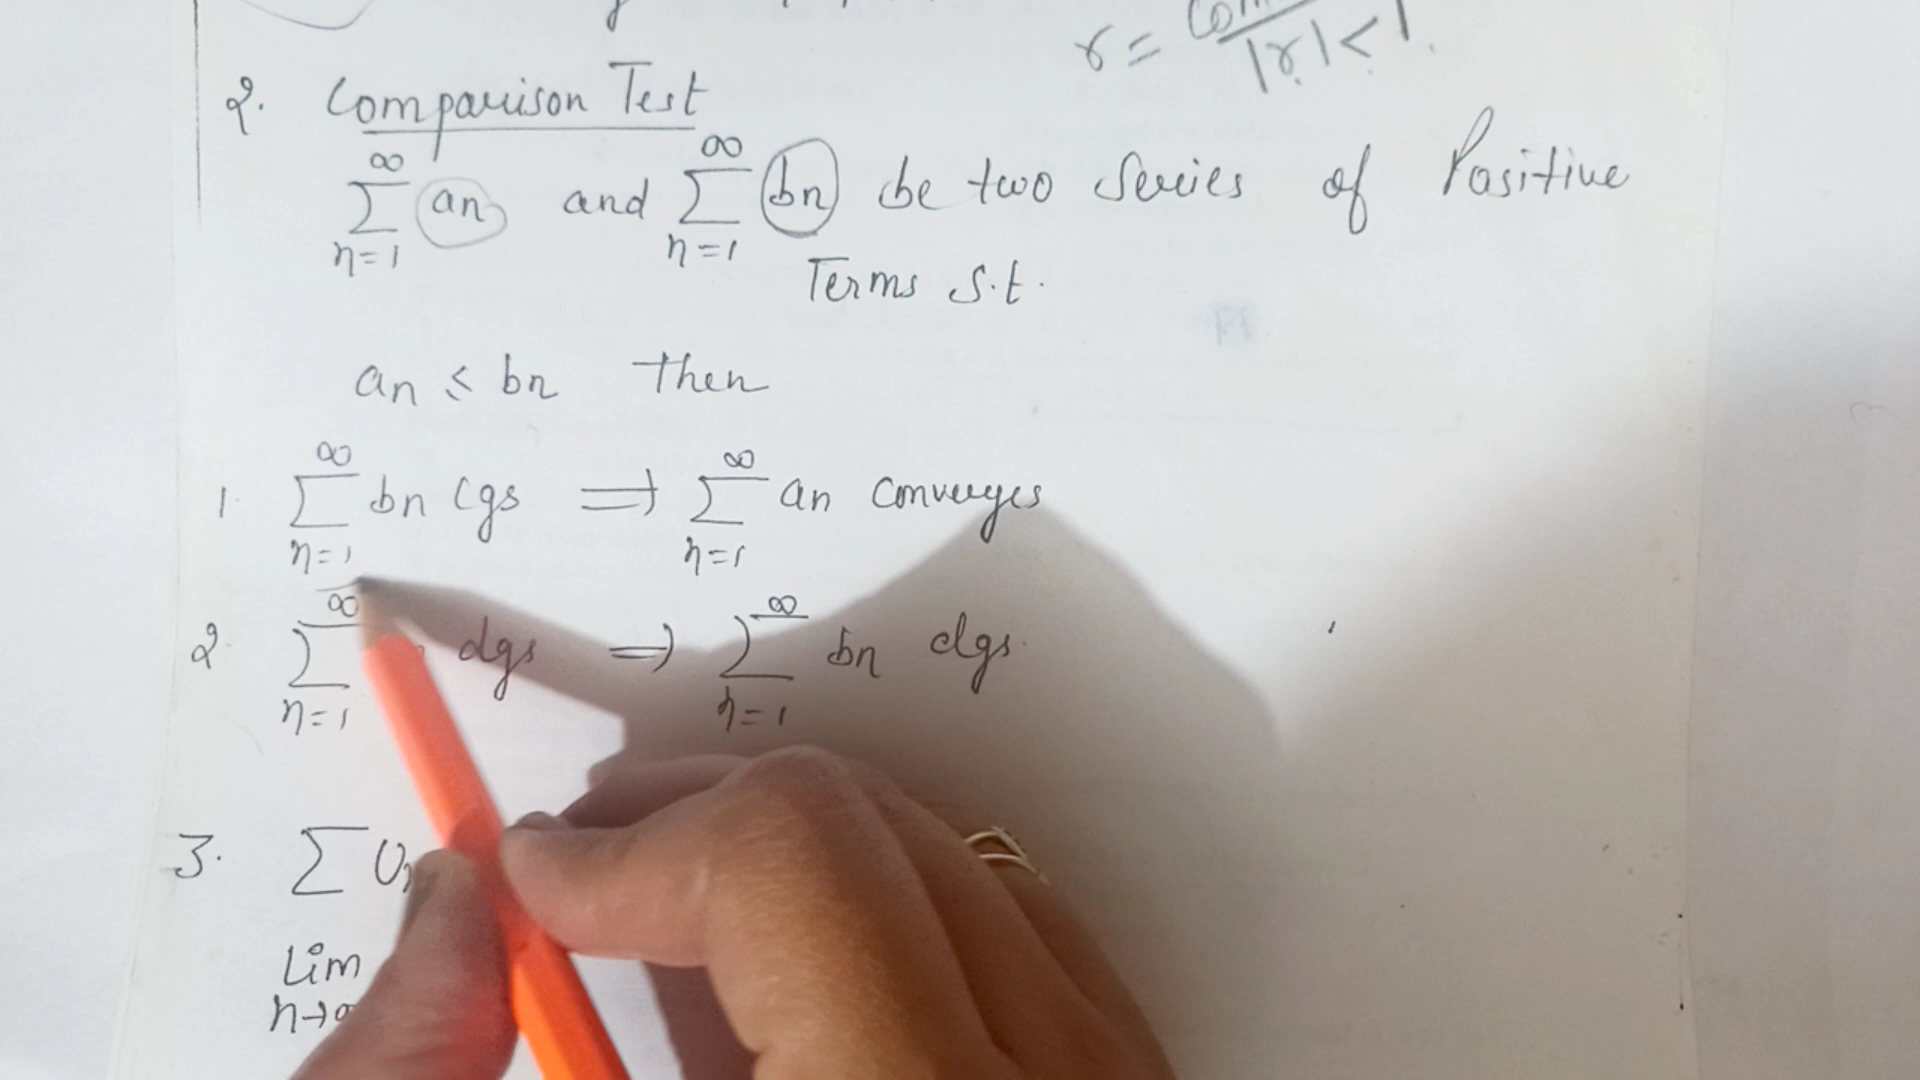 r = |r| < 1.
2. Comparison Test
∞ ∑ n=1 an and ∞ ∑ n=1 bn be two Series of Positive
Terms S.t.
an ≤ bn Then
1. ∞ ∑ n=1 bn Cgs ⟹ ∞ ∑ n=1 an Converges
2. ∞ ∑ n=1 dgs ⟹ ∞ ∑ n=1 bn dgs.
3. ∑
Lim
n→